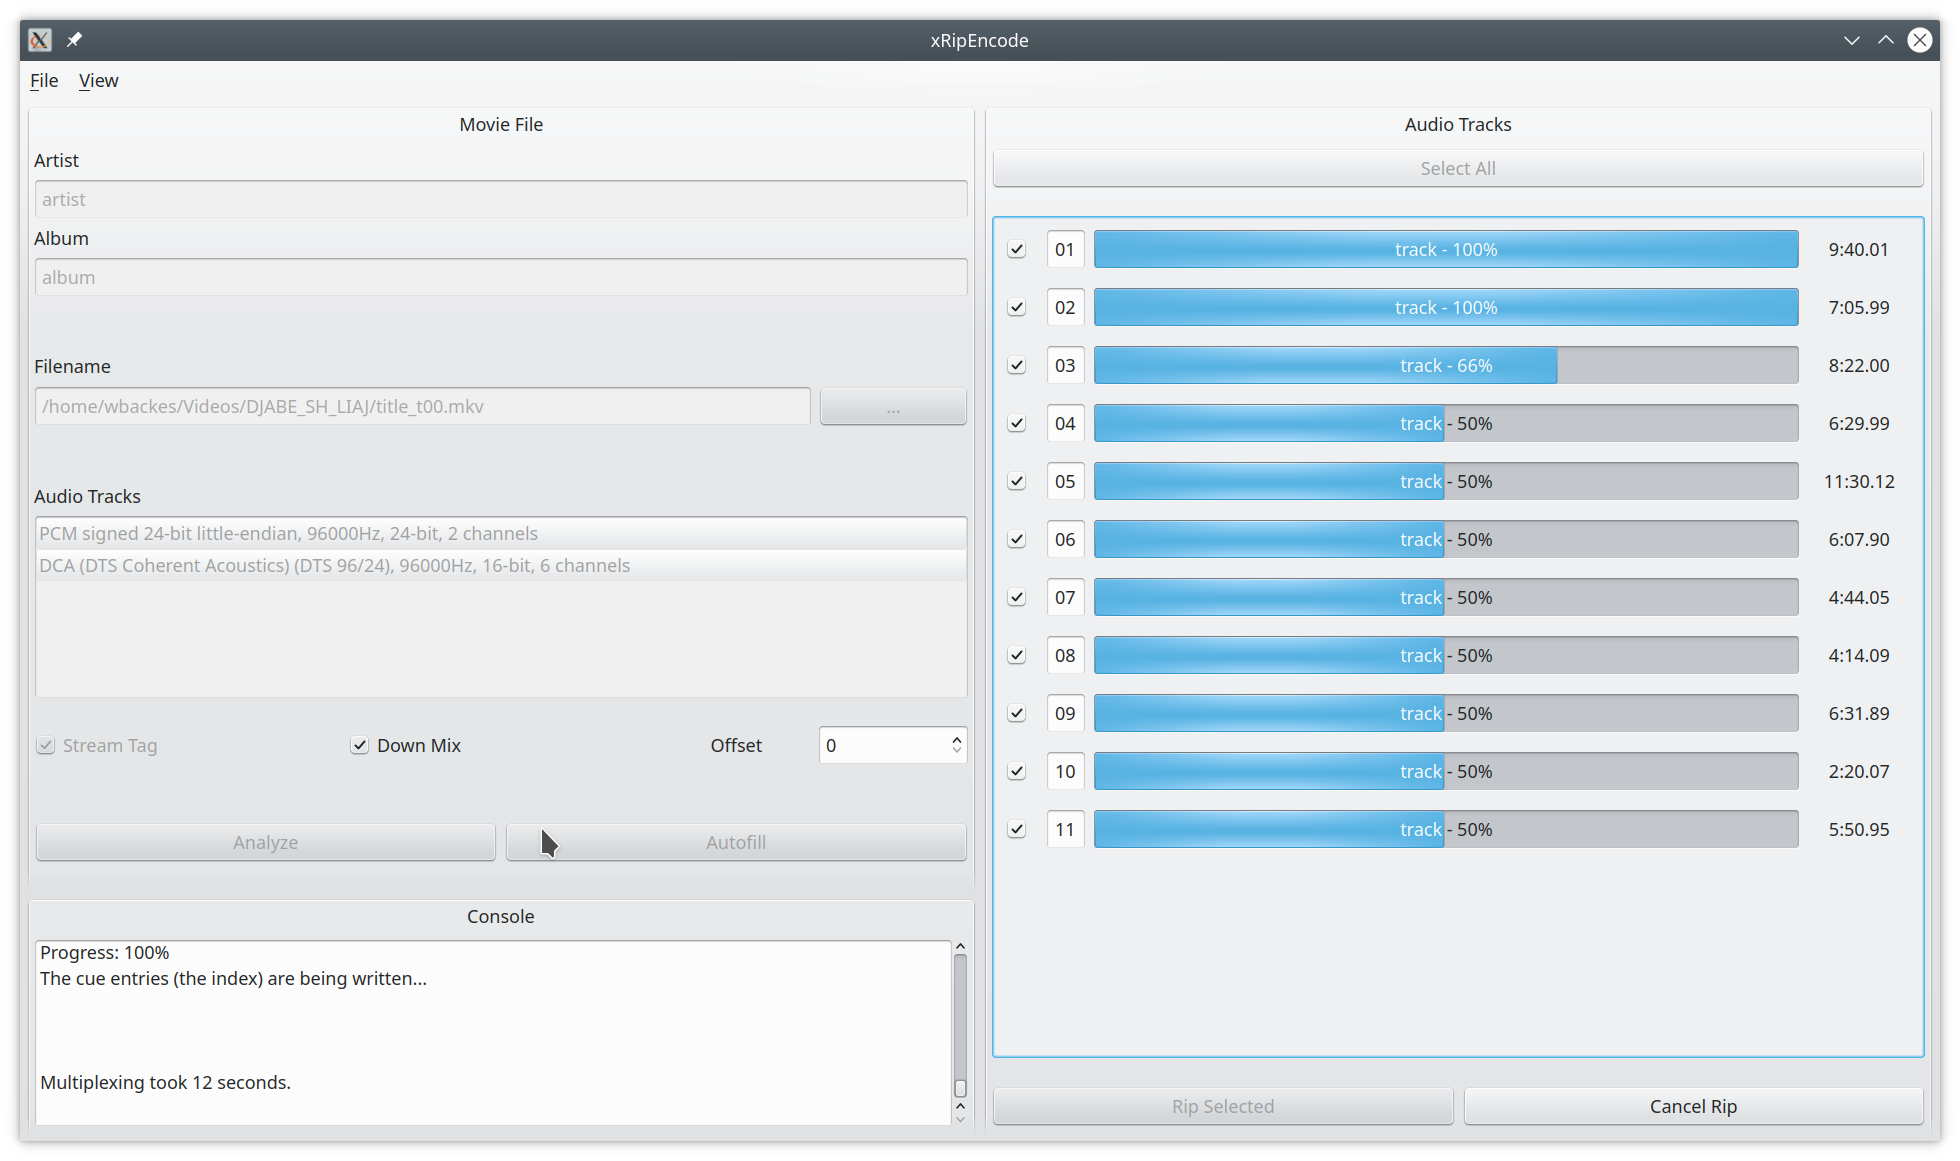 xRipEncode
File View
Movie File
Artist
artist
Album
album
Filename
/home/wbackes/Videos/DJABE_SH_LIAJ/title_t00.mkv ...
Audio Tracks
PCM signed 24-bit little-endian, 96000Hz, 24-bit, 2 channels
DCA (DTS Coherent Acoustics) (DTS 96/24), 96000Hz, 16-bit, 6 channels
Stream Tag Down Mix Offset 0
Analyze Autofill
Console
Progress: 100%
The cue entries (the index) are being written...
Multiplexing took 12 seconds.
Audio Tracks
Select All
01 track - 100% 9:40.01
02 track - 100% 7:05.99
03 track - 66% 8:22.00
04 track - 50% 6:29.99
05 track - 50% 11:30.12
06 track - 50% 6:07.90
07 track - 50% 4:44.05
08 track - 50% 4:14.09
09 track - 50% 6:31.89
10 track - 50% 2:20.07
11 track - 50% 5:50.95
Rip Selected Cancel Rip